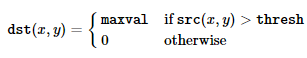 dst(x, y) = { maxval if src(x, y) > thresh
0 otherwise